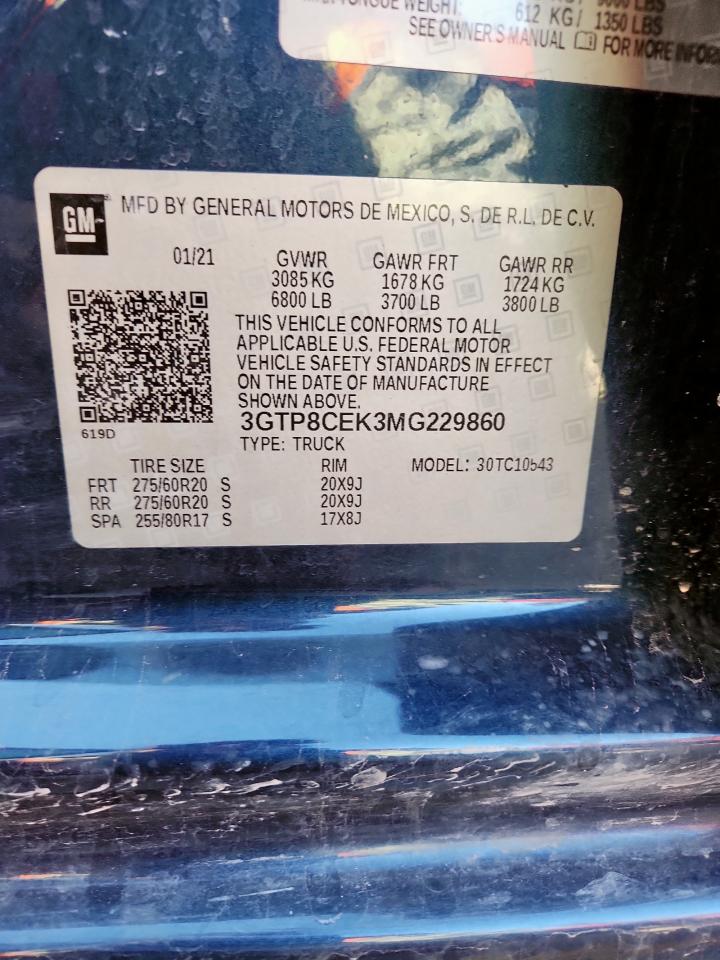 612 KG/ 1350 LBS
SEE OWNER'S MANUAL FOR MORE
GM
MFD BY GENERAL MOTORS DE MEXICO, S. DE R.L. DE C.V.
01/21 GVWR GAWR FRT GAWR RR
3085 KG 1678 KG 1724 KG
6800 LB 3700 LB 3800 LB
THIS VEHICLE CONFORMS TO ALL
APPLICABLE U.S. FEDERAL MOTOR
VEHICLE SAFETY STANDARDS IN EFFECT
ON THE DATE OF MANUFACTURE
SHOWN ABOVE.
3GTP8CEK3MG229860
619D
TYPE: TRUCK
TIRE SIZE RIM MODEL:
FRT 275/60R20 S 20X9J
RR 275/60R20 S 20X9J
SPA 255/80R17 S 17X8J